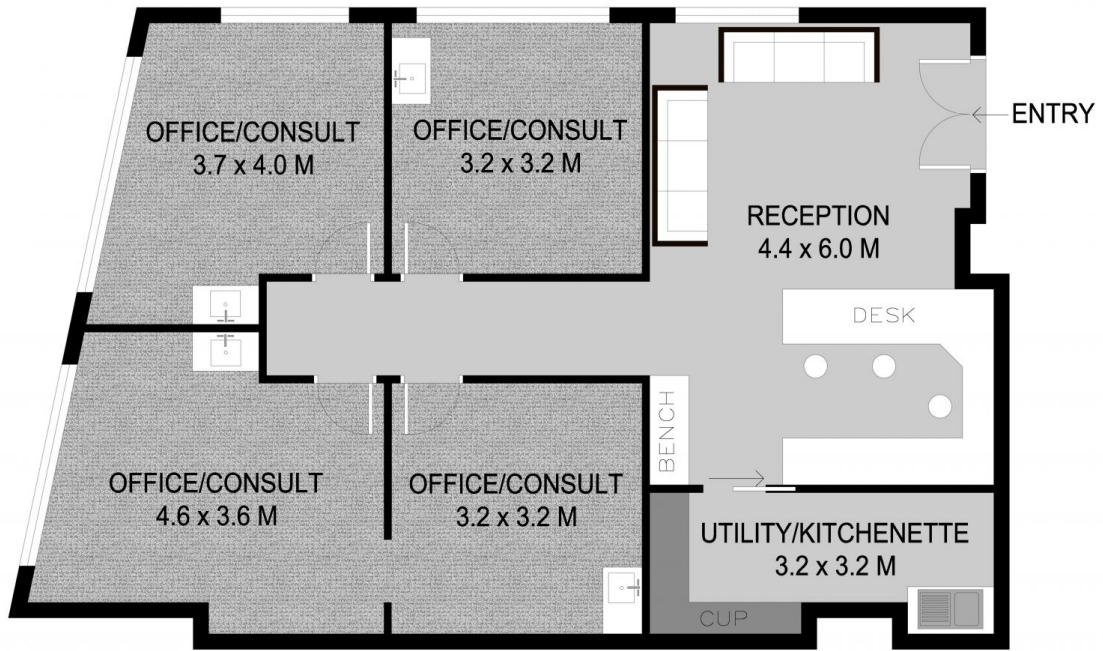 OFFICE/CONSULT
3.7 x 4.0 M
OFFICE/CONSULT
3.2 x 3.2 M
ENTRY
RECEPTION
4.4 x 6.0 M
DESK
BENCH
OFFICE/CONSULT
4.6 x 3.6 M
OFFICE/CONSULT
3.2 x 3.2 M
UTILITY/KITCHENETTE
3.2 x 3.2 M
CUP